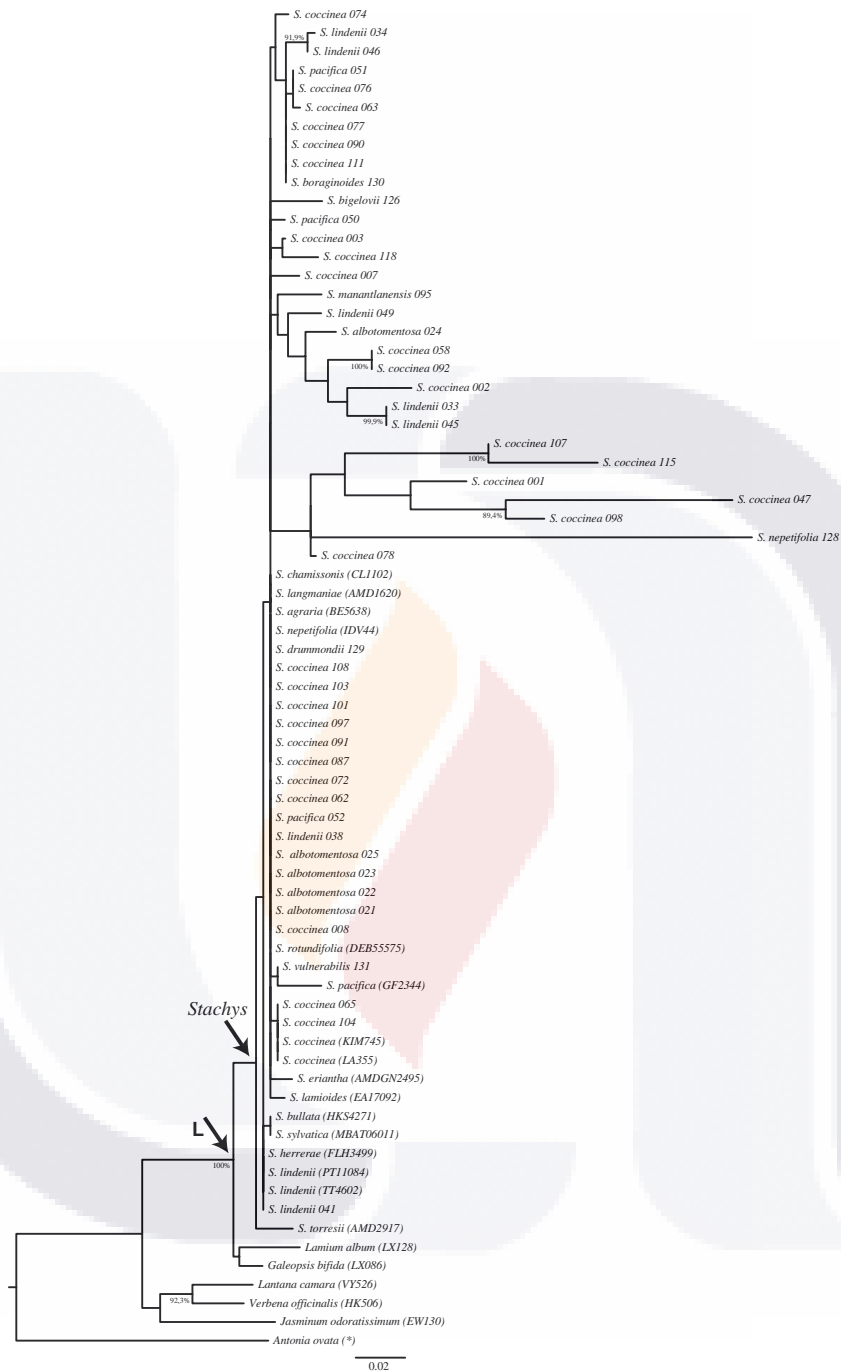 S. coccinea 074
S. lindenii 034
91,9%
S. lindenii 046
S. pacifica 051
S. coccinea 076
S. coccinea 063
S. coccinea 077
S. coccinea 090
S. coccinea 111
S. boraginoides 130
S. bigelovii 126
S. pacifica 050
S. coccinea 003
S. coccinea 118
S. coccinea 007
S. manantlanensis 095
S. lindenii 049
S. albotomentosa 024
S. coccinea 058
100%
S. coccinea 092
S. coccinea 002
S. lindenii 033
99,9%
S. lindenii 045
S. coccinea 107
100%
S. coccinea 115
S. coccinea 001
S. coccinea 047
89,4%
S. coccinea 098
S. nepetifolia 128
S. coccinea 078
S. chamissonis (CL1102)
S. langmaniae (AMD1620)
S. agraria (BE5638)
S. nepetifolia (IDV44)
S. drummondii 129
S. coccinea 108
S. coccinea 103
S. coccinea 101
S. coccinea 097
S. coccinea 091
S. coccinea 087
S. coccinea 072
S. coccinea 062
S. pacifica 052
S. lindenii 038
S. albotomentosa 025
S. albotomentosa 023
S. albotomentosa 022
S. albotomentosa 021
S. coccinea 008
S. rotundifolia (DEB55575)
S. vulnerabilis 131
S. pacifica (GF2344)
Stachys
S. coccinea 065
S. coccinea 104
S. coccinea (KIM745)
S. coccinea (LA355)
S. eriantha (AMDGN2495)
S. lamioides (EA17092)
S. bullata (HKS4271)
L
S. sylvatica (MBAT06011)
S. herrerae (FLH3499)
100%
S. lindenii (PT11084)
S. lindenii (TT4602)
S. lindenii 041
S. torresii (AMD2917)
Lamium album (LX128)
Galeopsis bifida (LX086)
Lantana camara (VY526)
92,3%
Verbena officinalis (HK506)
Jasminum odoratissimum (EW130)
Antonia ovata (*)
0.02